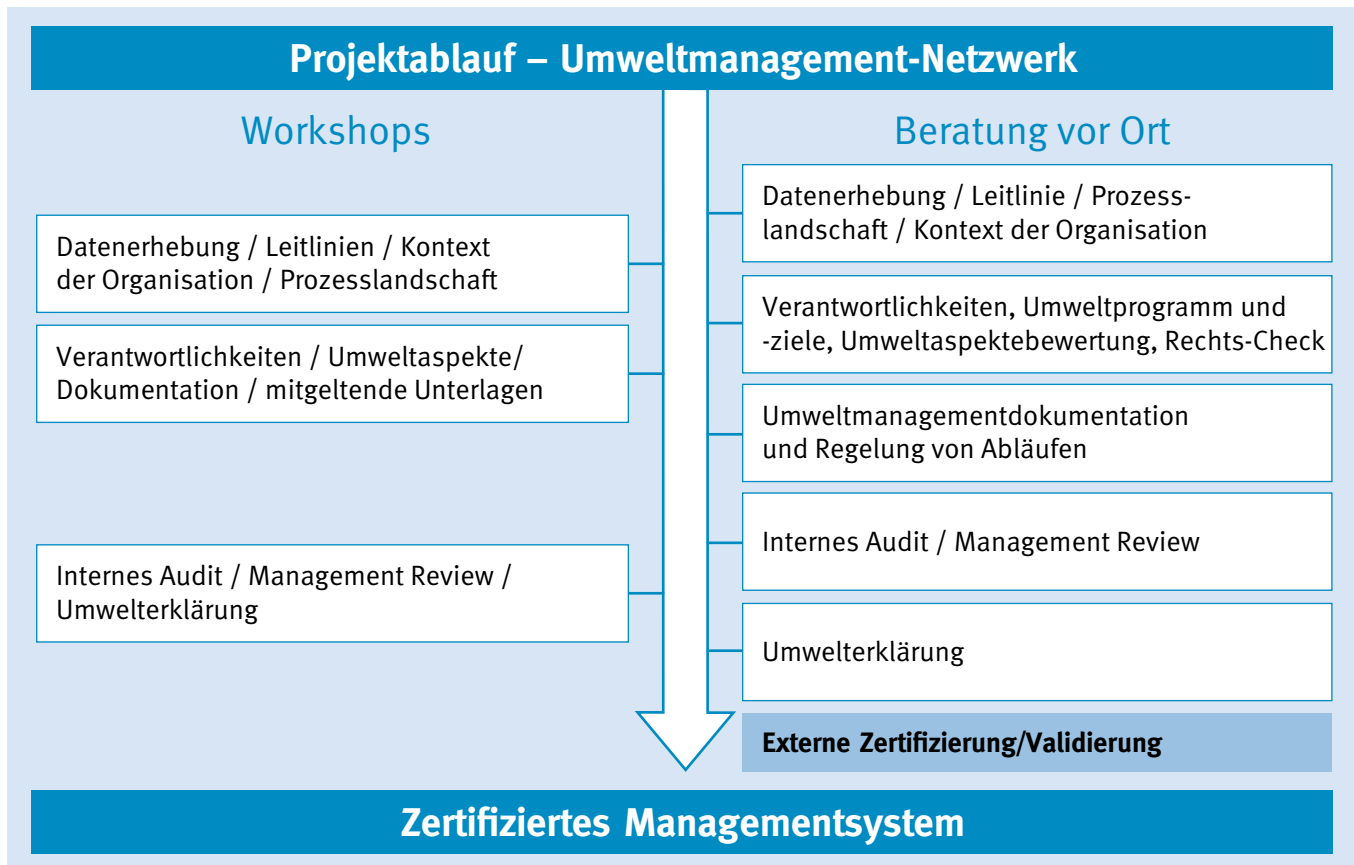 Projektablauf – Umweltmanagement-Netzwerk
Workshops
Datenerhebung / Leitlinien / Kontext
der Organisation / Prozesslandschaft
Verantwortlichkeiten / Umweltaspekte/
Dokumentation / mitgeltende Unterlagen
Internes Audit / Management Review /
Umwelterklärung
Beratung vor Ort
Datenerhebung / Leitlinie / Prozess-
landschaft / Kontext der Organisation
Verantwortlichkeiten, Umweltprogramm und
-ziele, Umweltaspektebewertung, Rechts-Check
Umweltmanagementdokumentation
und Regelung von Abläufen
Internes Audit / Management Review
Umwelterklärung
Externe Zertifizierung/Validierung
Zertifiziertes Managementsystem